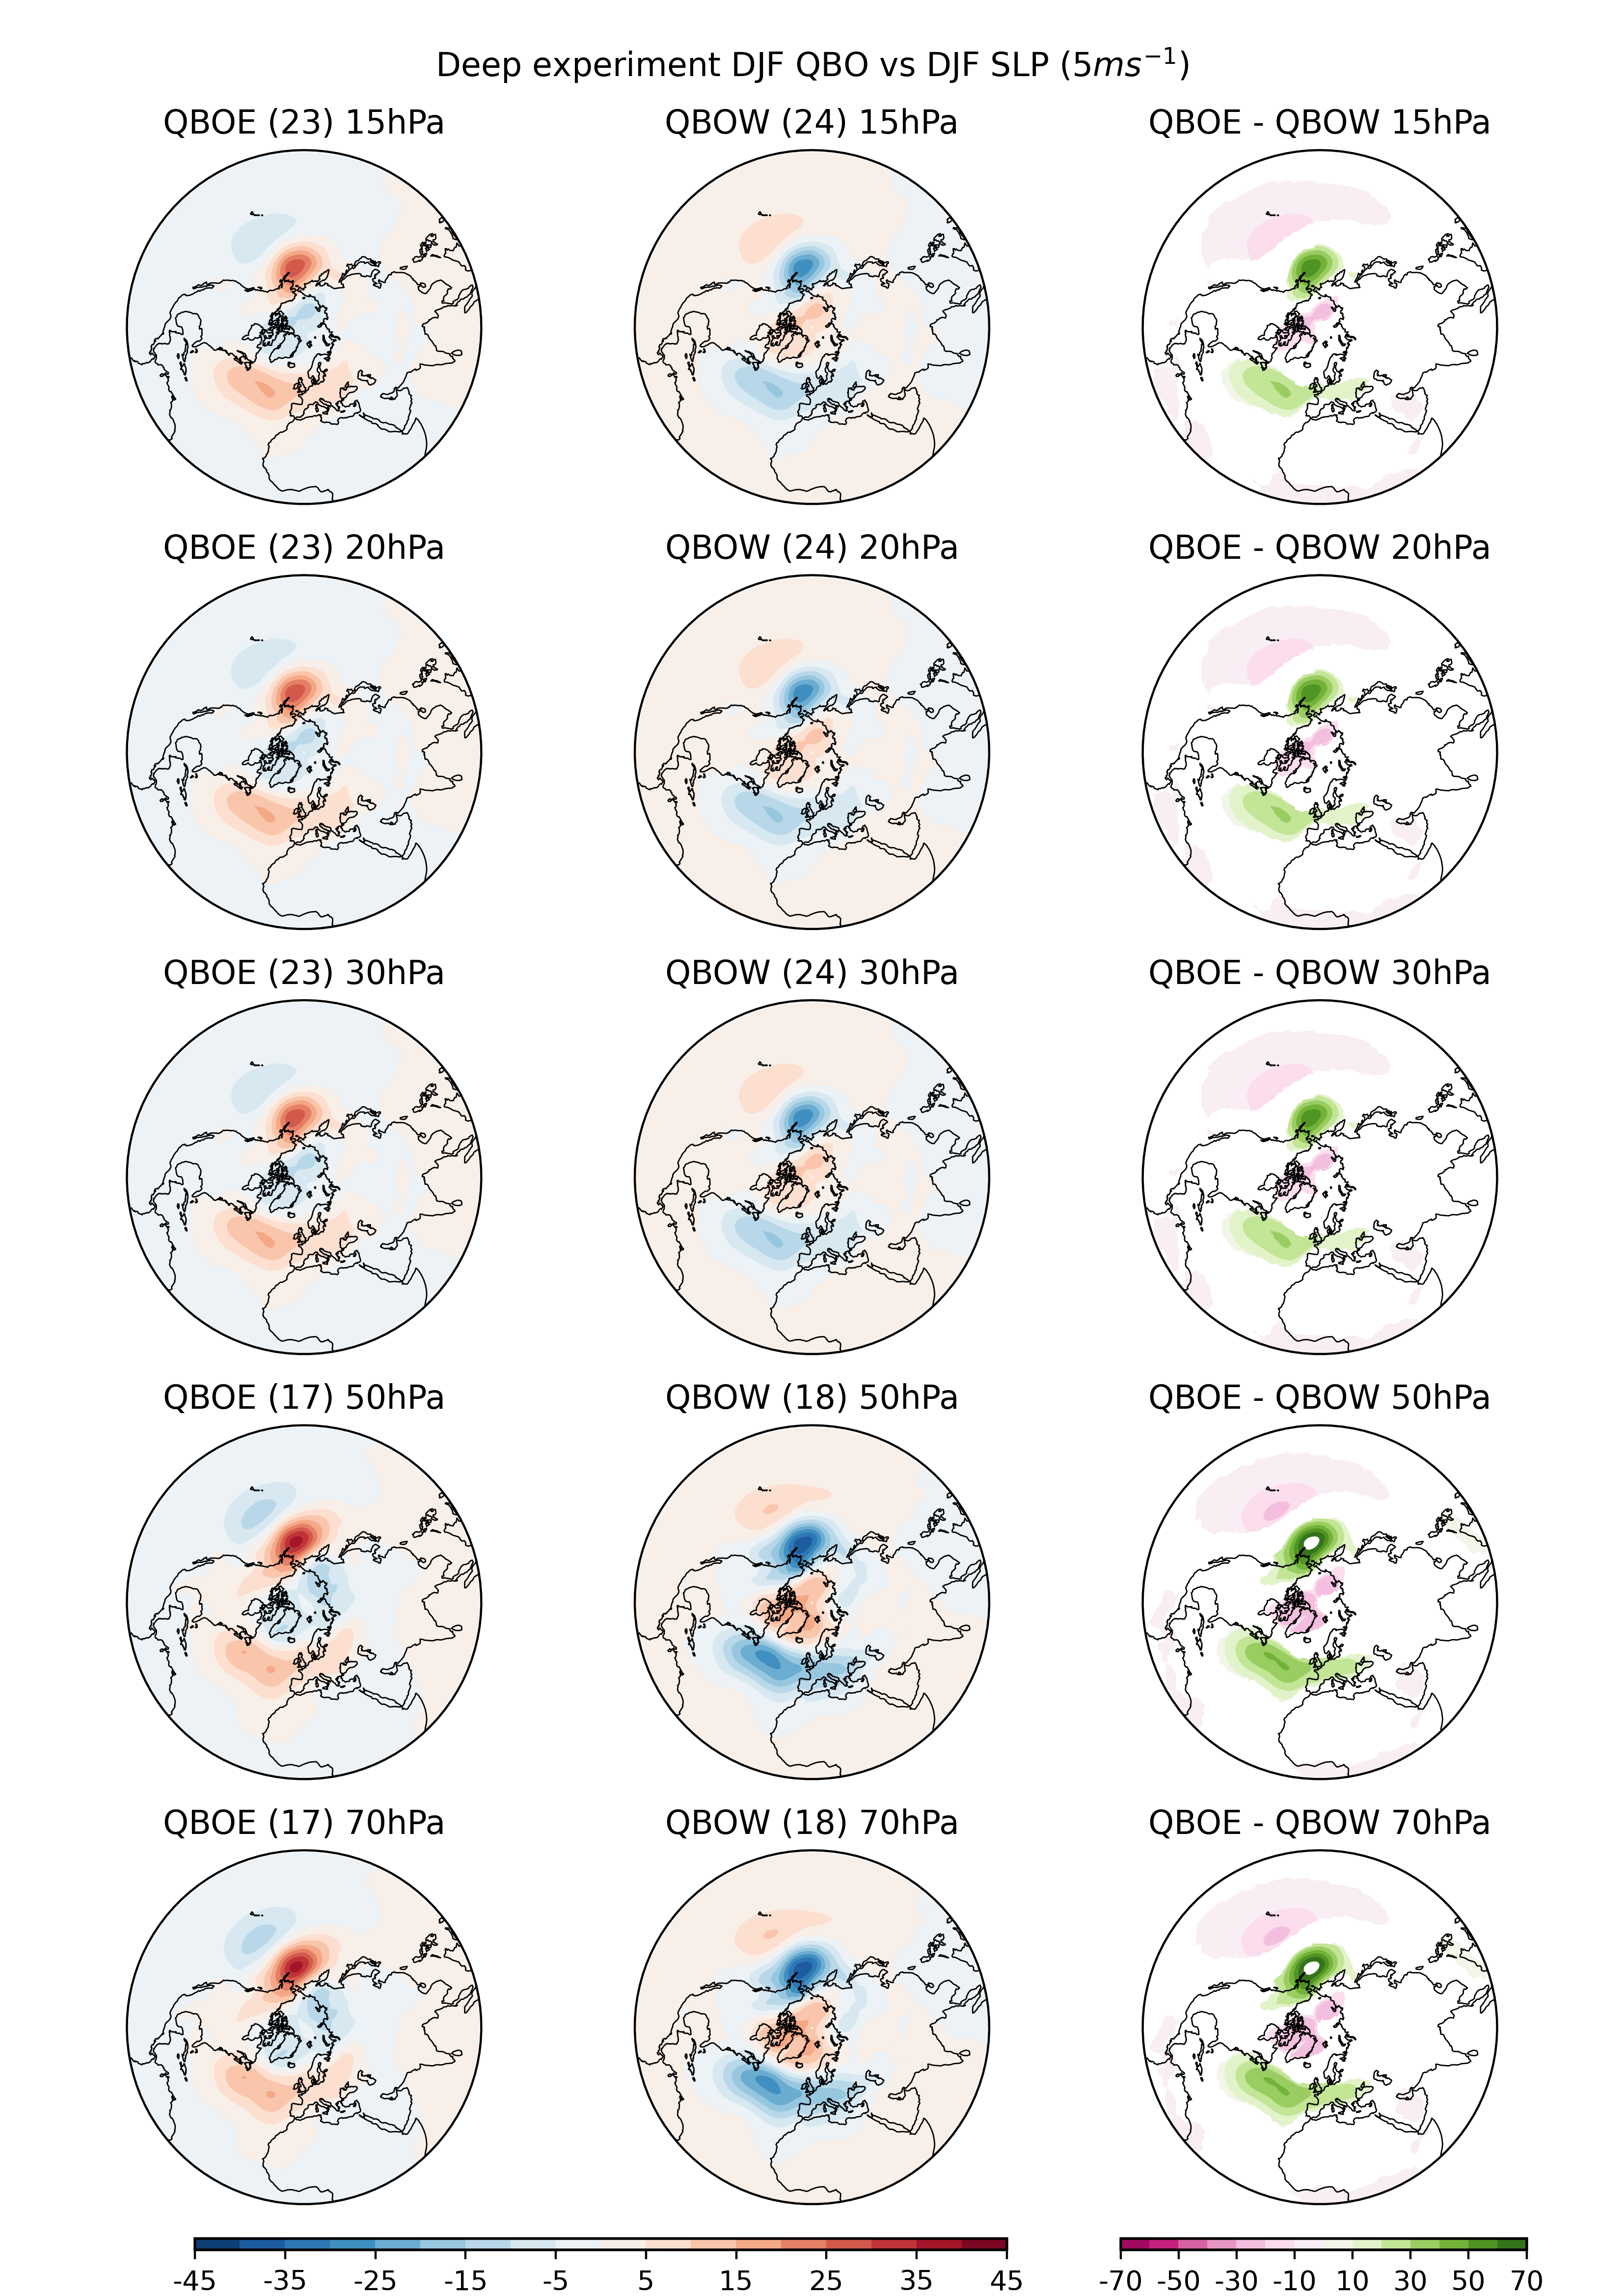 Deep experiment DJF QBO vs DJF SLP (5ms⁻¹)
QBOE (23) 15hPa QBOW (24) 15hPa QBOE - QBOW 15hPa
QBOE (23) 20hPa QBOW (24) 20hPa QBOE - QBOW 20hPa
QBOE (23) 30hPa QBOW (24) 30hPa QBOE - QBOW 30hPa
QBOE (17) 50hPa QBOW (18) 50hPa QBOE - QBOW 50hPa
QBOE (17) 70hPa QBOW (18) 70hPa QBOE - QBOW 70hPa
-45 -35 -25 -15 -5 5 15 25 35 45 -70 -50 -30 -10 10 30 50 70